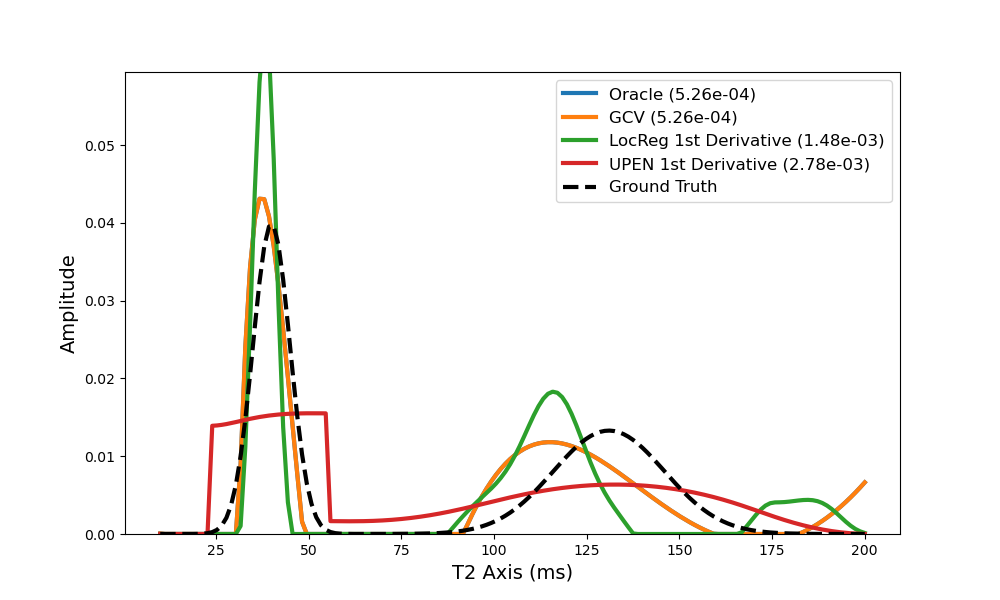 Oracle (5.26e-04)
GCV (5.26e-04)
LocReg 1st Derivative (1.48e-03)
UPEN 1st Derivative (2.78e-03)
Ground Truth
Amplitude
0.05
0.04
0.03
0.02
0.01
0.00
25 50 75 100 125 150 175 200
T2 Axis (ms)